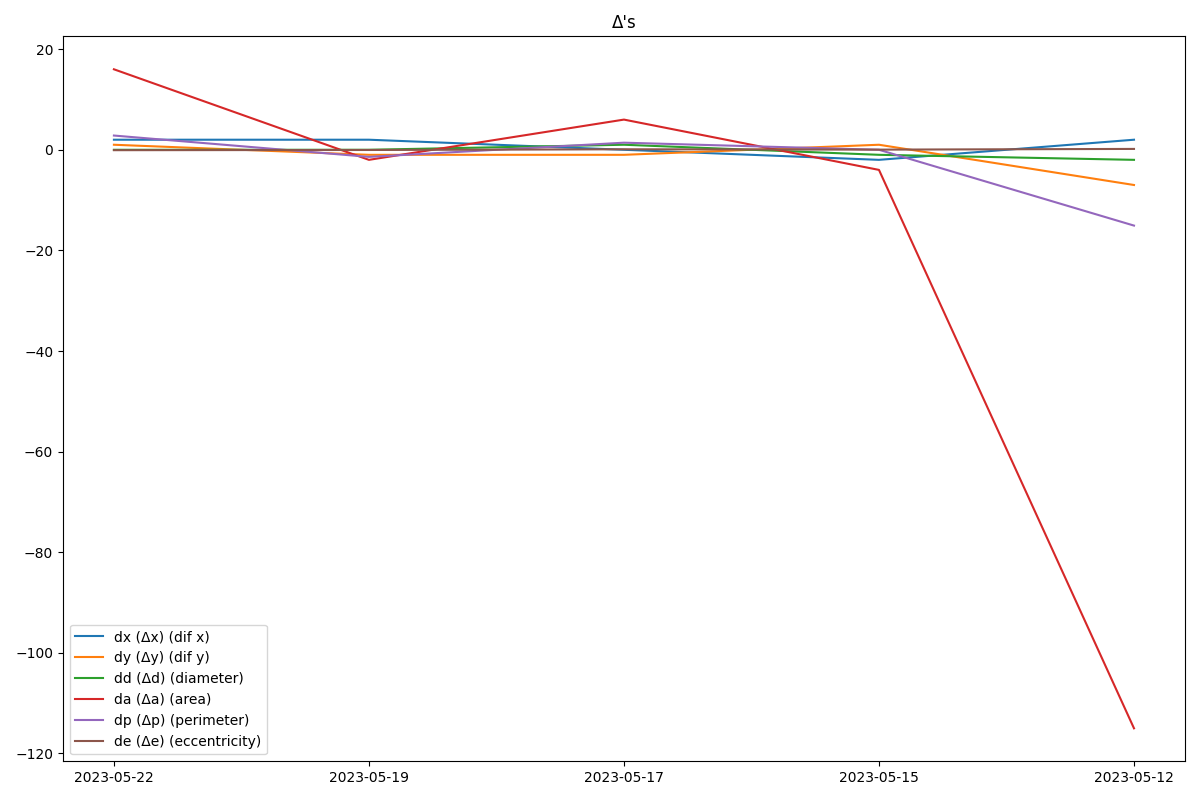 Δ's
20
0
−20
−40
−60
−80
−100
−120
dx (Δx) (dif x)
dy (Δy) (dif y)
dd (Δd) (diameter)
da (Δa) (area)
dp (Δp) (perimeter)
de (Δe) (eccentricity)
2023-05-22 2023-05-19 2023-05-17 2023-05-15 2023-05-12